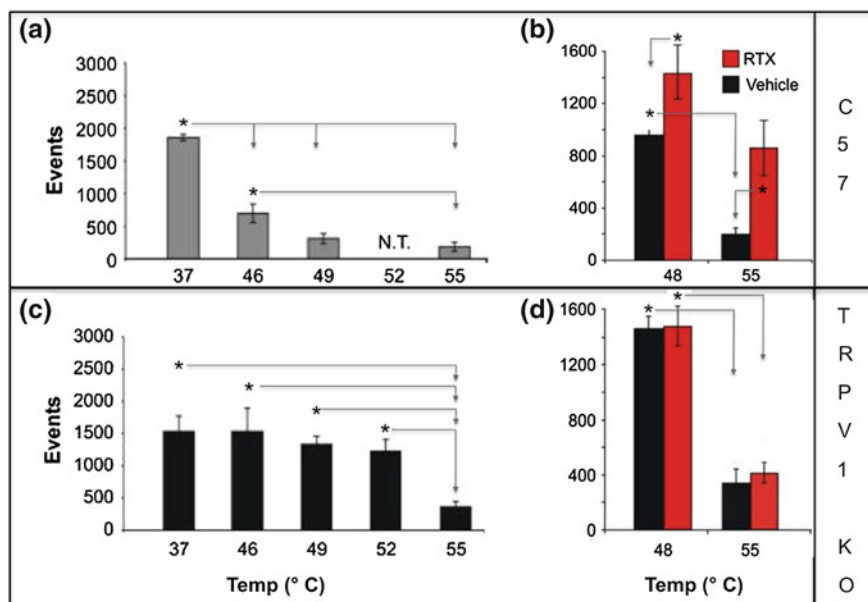 (a)
3000
2500
2000
1500
1000
500
0
Events
*
*
N.T.
37 46 49 52 55
(b)
1600
1200
800
400
0
RTX
Vehicle
*
*
*
48 55
C
5
7
(c)
3000
2500
2000
1500
1000
500
0
Events
*
*
*
*
37 46 49 52 55
Temp (° C)
(d)
1600
1200
800
400
0
*
*
48 55
Temp (° C)
T
R
P
V
1
K
O